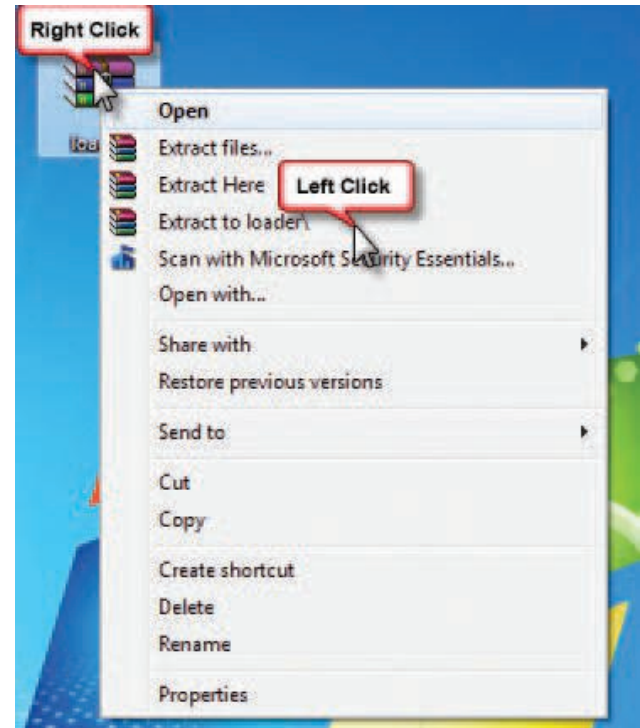 Right Click
Open
Extract files...
Extract Here
Left Click
Extract to loader\
Scan with Microsoft Security Essentials...
Open with...
Share with
Restore previous versions
Send to
Cut
Copy
Create shortcut
Delete
Rename
Properties